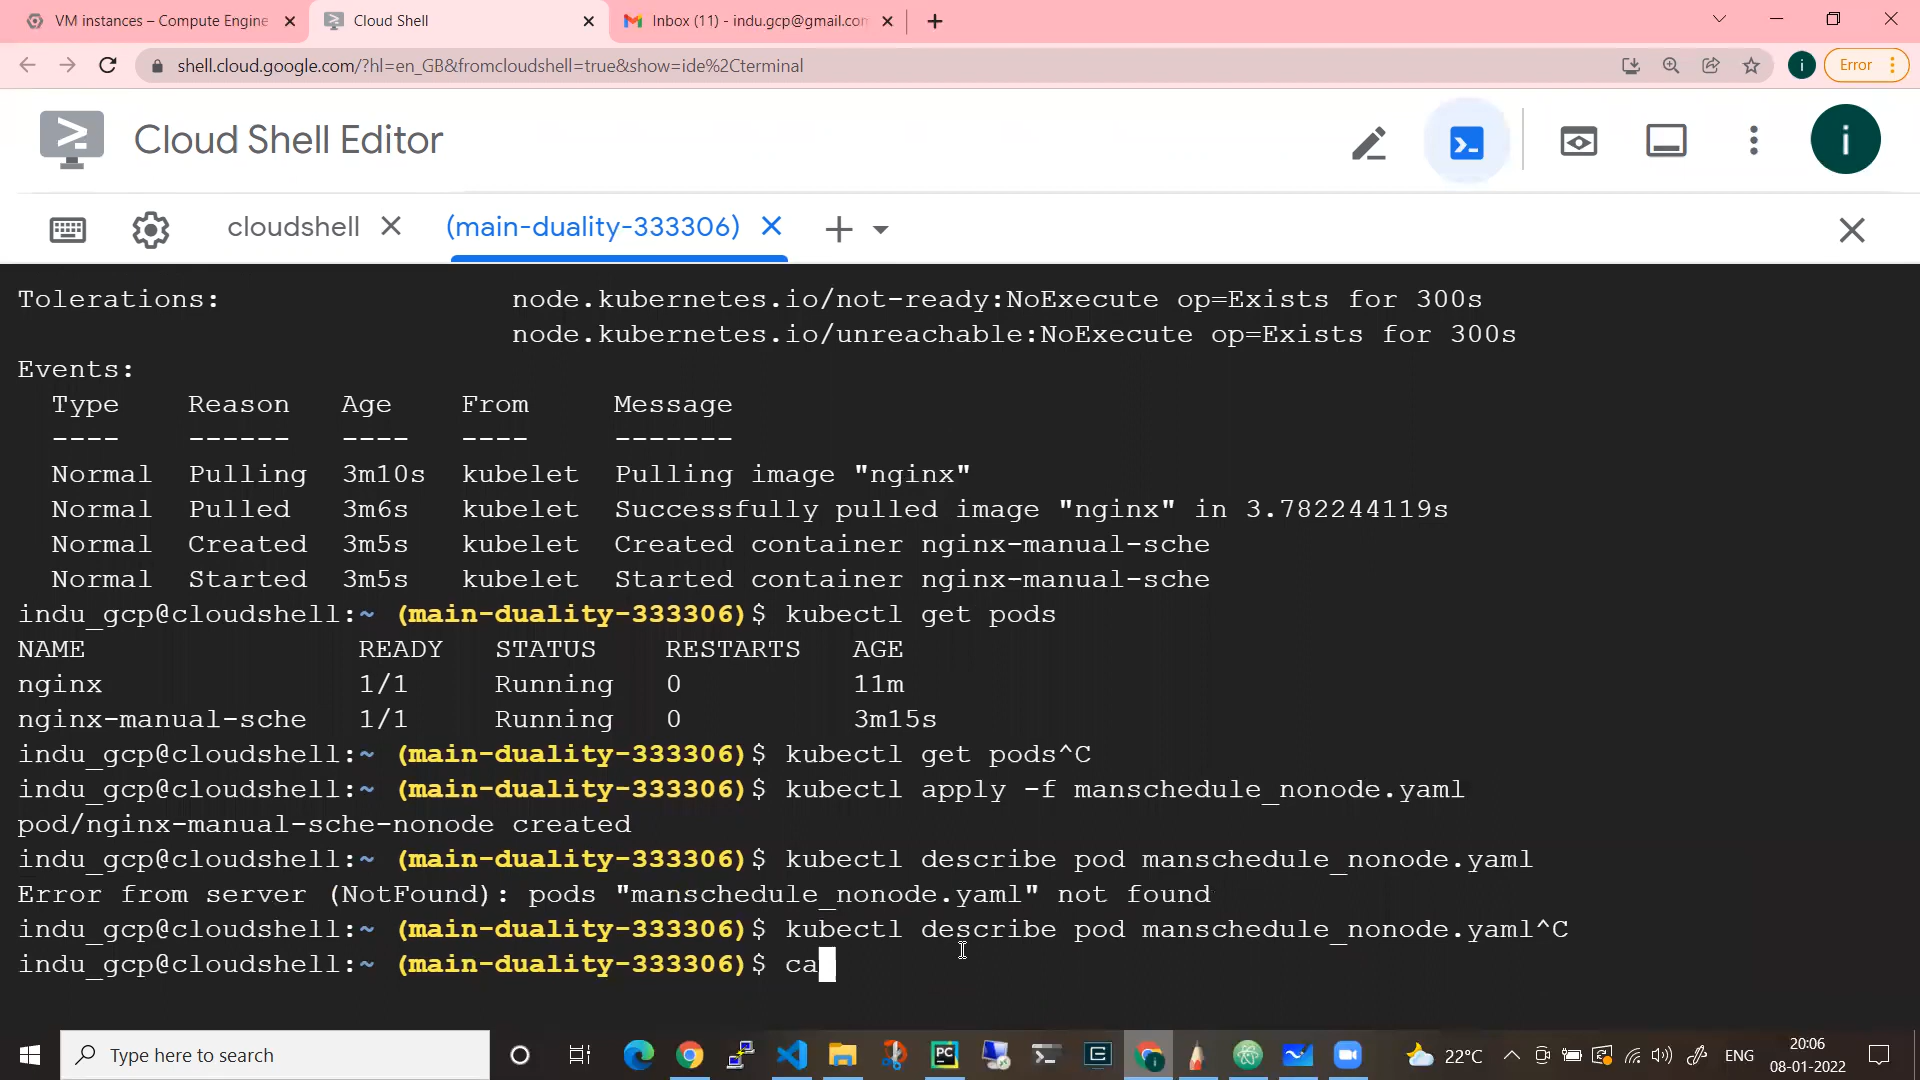 VM instances – Compute Engine
Cloud Shell
Inbox (11) - indu.gcp@gmail.com
shell.cloud.google.com/?hl=en_GB&fromcloudshell=true&show=ide%2Cterminal
i
Error
Cloud Shell Editor
i
cloudshell
(main-duality-333306)
Tolerations: node.kubernetes.io/not-ready:NoExecute op=Exists for 300s
node.kubernetes.io/unreachable:NoExecute op=Exists for 300s
Events:
Type Reason Age From Message
---- ------ ---- ---- -------
Normal Pulling 3m10s kubelet Pulling image "nginx"
Normal Pulled 3m6s kubelet Successfully pulled image "nginx" in 3.782244119s
Normal Created 3m5s kubelet Created container nginx-manual-sche
Normal Started 3m5s kubelet Started container nginx-manual-sche
indu_gcp@cloudshell:~ (main-duality-333306)$ kubectl get pods
NAME READY STATUS RESTARTS AGE
nginx 1/1 Running 0 11m
nginx-manual-sche 1/1 Running 0 3m15s
indu_gcp@cloudshell:~ (main-duality-333306)$ kubectl get pods^C
indu_gcp@cloudshell:~ (main-duality-333306)$ kubectl apply -f manschedule_nonode.yaml
pod/nginx-manual-sche-nonode created
indu_gcp@cloudshell:~ (main-duality-333306)$ kubectl describe pod manschedule_nonode.yaml
Error from server (NotFound): pods "manschedule_nonode.yaml" not found
indu_gcp@cloudshell:~ (main-duality-333306)$ kubectl describe pod manschedule_nonode.yaml^C
indu_gcp@cloudshell:~ (main-duality-333306)$ ca
Type here to search
22°C
ENG
20:06
08-01-2022